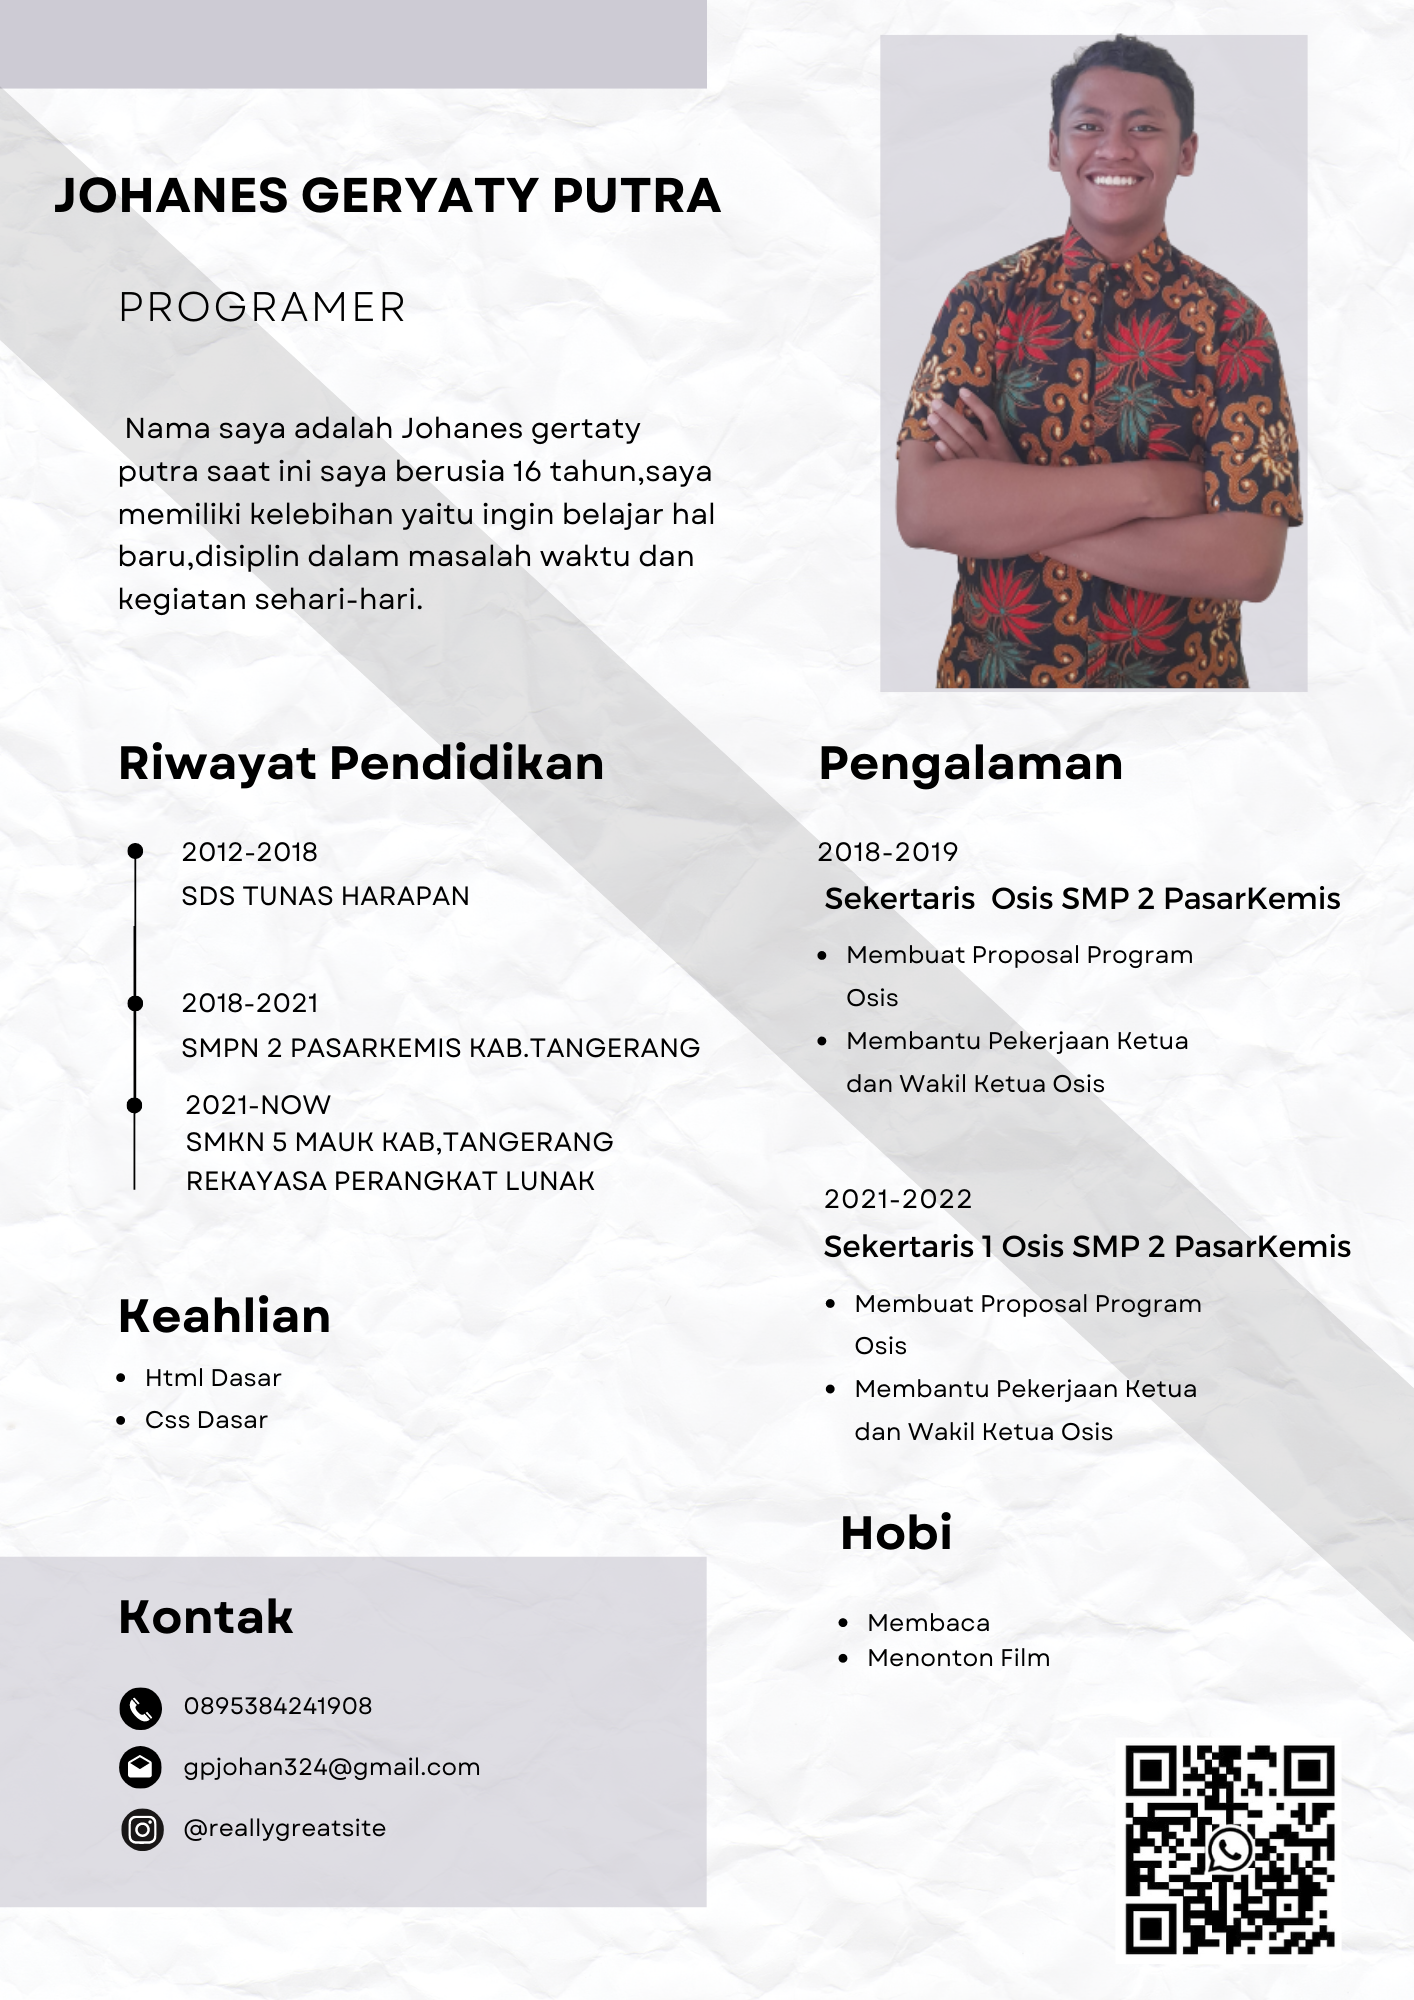 JOHANES GERYATY PUTRA
PROGRAMER
Nama saya adalah Johanes gertaty
putra saat ini saya berusia 16 tahun,saya
memiliki kelebihan yaitu ingin belajar hal
baru,disiplin dalam masalah waktu dan
kegiatan sehari-hari.
Riwayat Pendidikan
2012-2018
SDS TUNAS HARAPAN
2018-2021
SMPN 2 PASARKEMIS KAB.TANGERANG
2021-NOW
SMKN 5 MAUK KAB,TANGERANG
REKAYASA PERANGKAT LUNAK
Keahlian
• Html Dasar
• Css Dasar
Kontak
0895384241908
gpjohan324@gmail.com
@reallygreatsite
Pengalaman
2018-2019
Sekertaris Osis SMP 2 PasarKemis
• Membuat Proposal Program
Osis
• Membantu Pekerjaan Ketua
dan Wakil Ketua Osis
2021-2022
Sekertaris 1 Osis SMP 2 PasarKemis
• Membuat Proposal Program
Osis
• Membantu Pekerjaan Ketua
dan Wakil Ketua Osis
Hobi
• Membaca
• Menonton Film